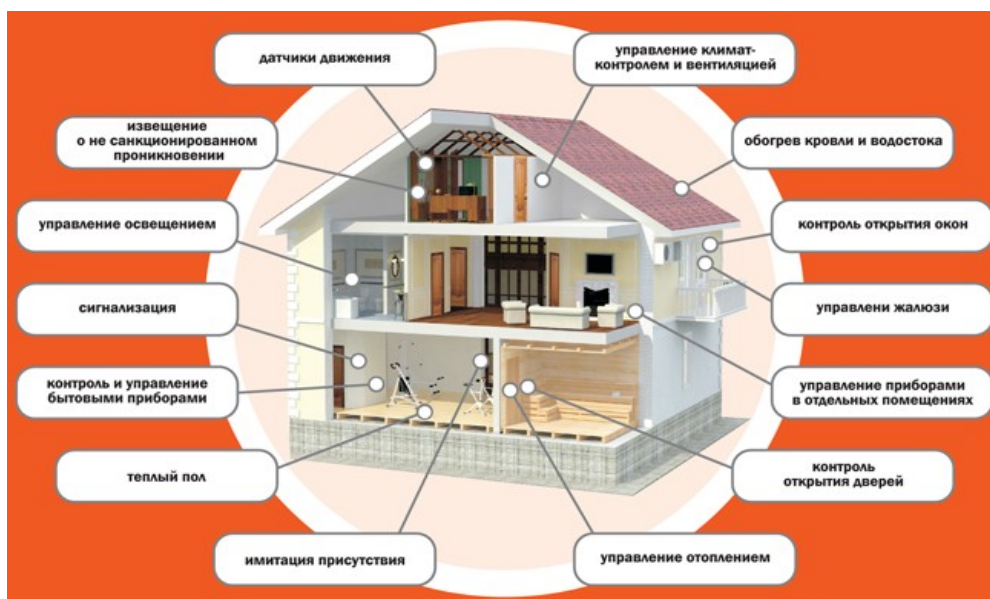 датчики движения
управление климат-
контролем и вентиляцией
извещение
о не санкционированном
проникновении
обогрев кровли и водостока
управление освещением
контроль открытия окон
сигнализация
управлени жалюзи
контроль и управление
бытовыми приборами
управление приборами
в отдельных помещениях
теплый пол
контроль
открытия дверей
имитация присутствия
управление отоплением